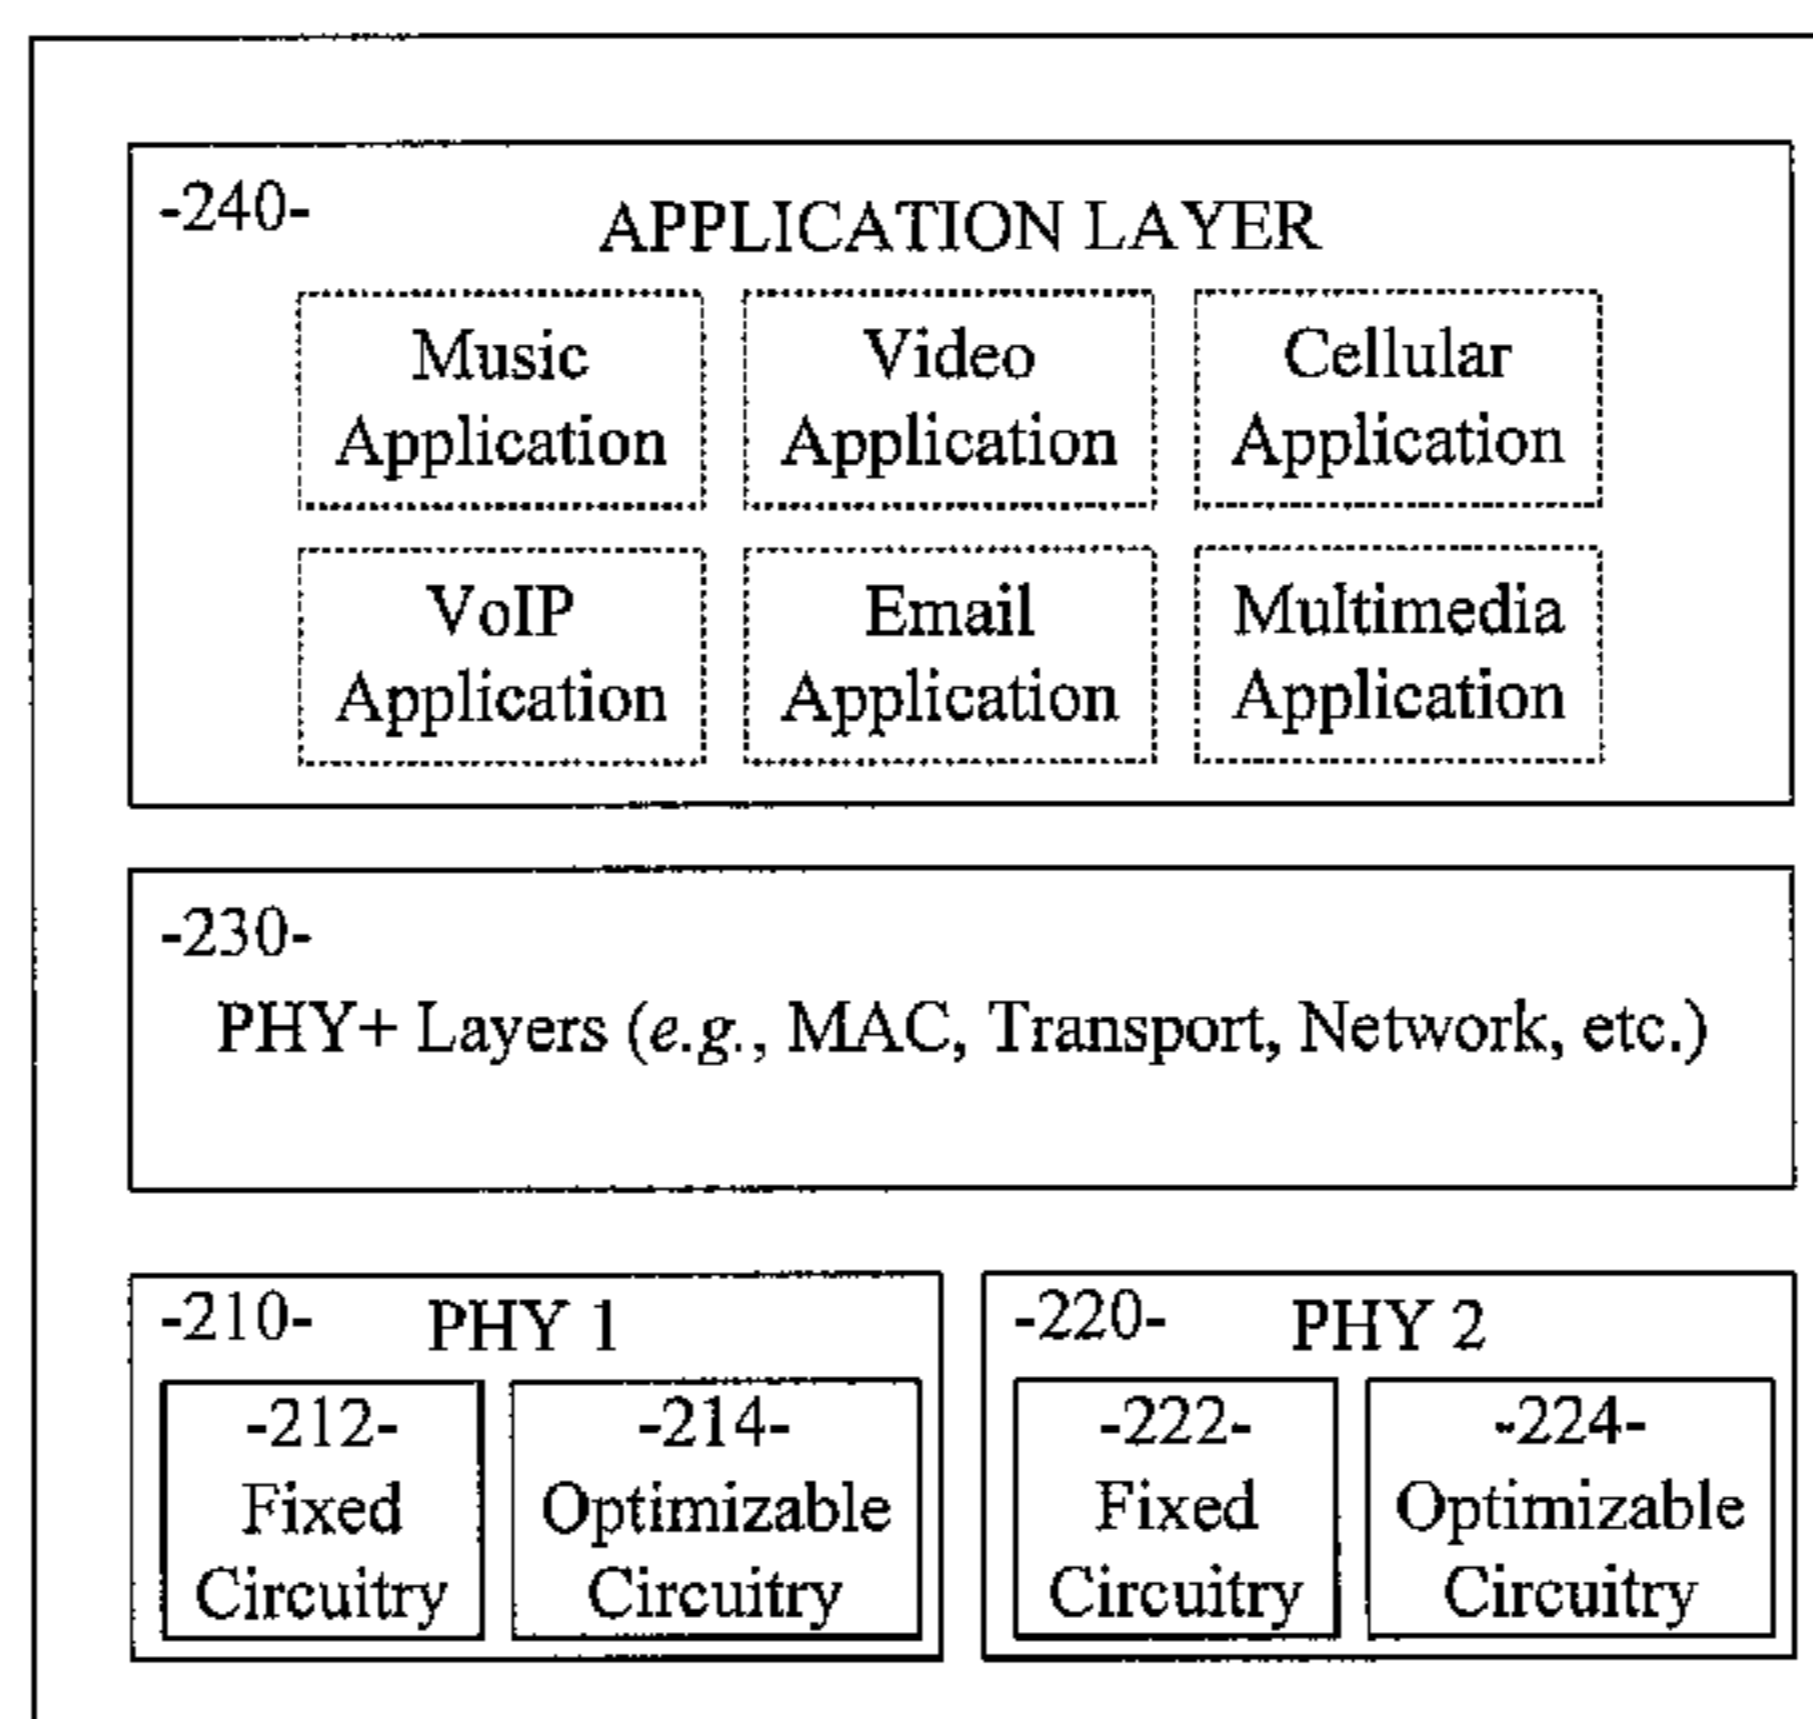 -240-
APPLICATION LAYER
Music
Application
Video
Application
Cellular
Application
VoIP
Application
Email
Application
Multimedia
Application
-230-
PHY+ Layers (e.g., MAC, Transport, Network, etc.)
-210-
PHY 1
-212-
Fixed
Circuitry
-214-
Optimizable
Circuitry
-220-
PHY 2
-222-
Fixed
Circuitry
-224-
Optimizable
Circuitry